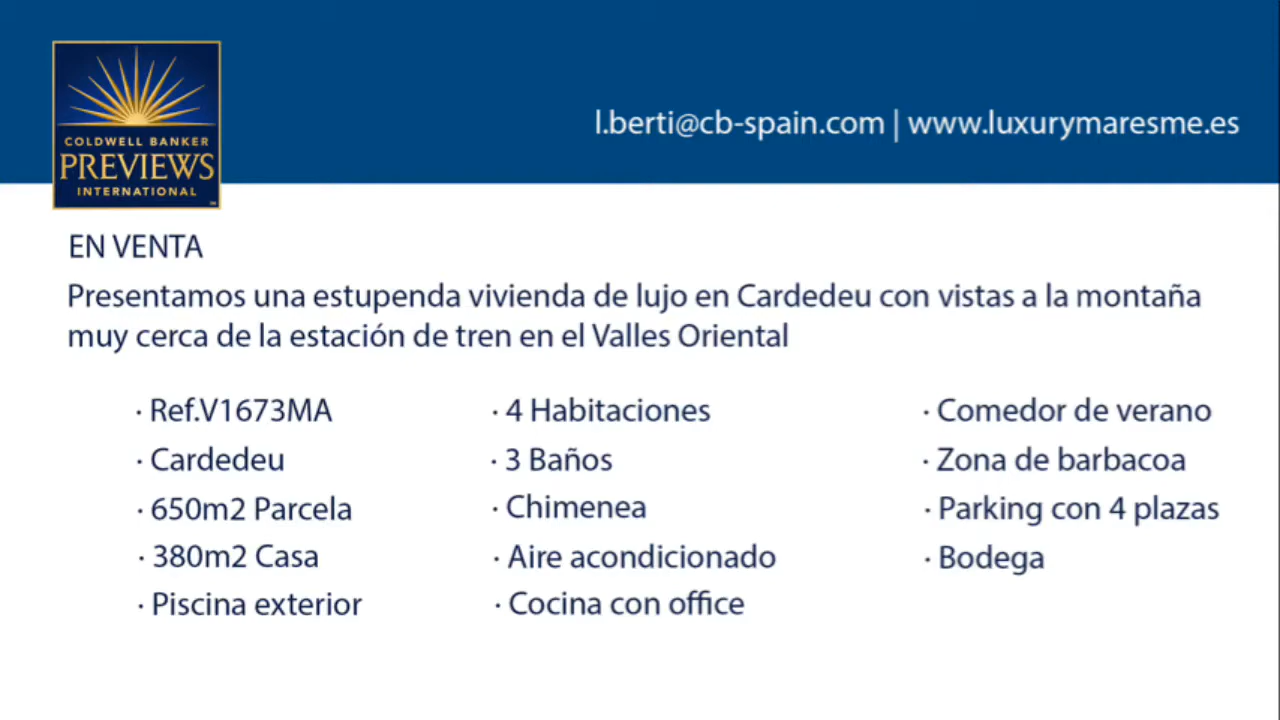 COLDWELL BANKER
PREVIEWS
INTERNATIONAL
l.berti@cb-spain.com | www.luxurymaresme.es
EN VENTA
Presentamos una estupenda vivienda de lujo en Cardedeu con vistas a la montaña
muy cerca de la estación de tren en el Valles Oriental
· Ref.V1673MA
· Cardedeu
· 650m2 Parcela
· 380m2 Casa
· Piscina exterior
· 4 Habitaciones
· 3 Baños
· Chimenea
· Aire acondicionado
· Cocina con office
· Comedor de verano
· Zona de barbacoa
· Parking con 4 plazas
· Bodega